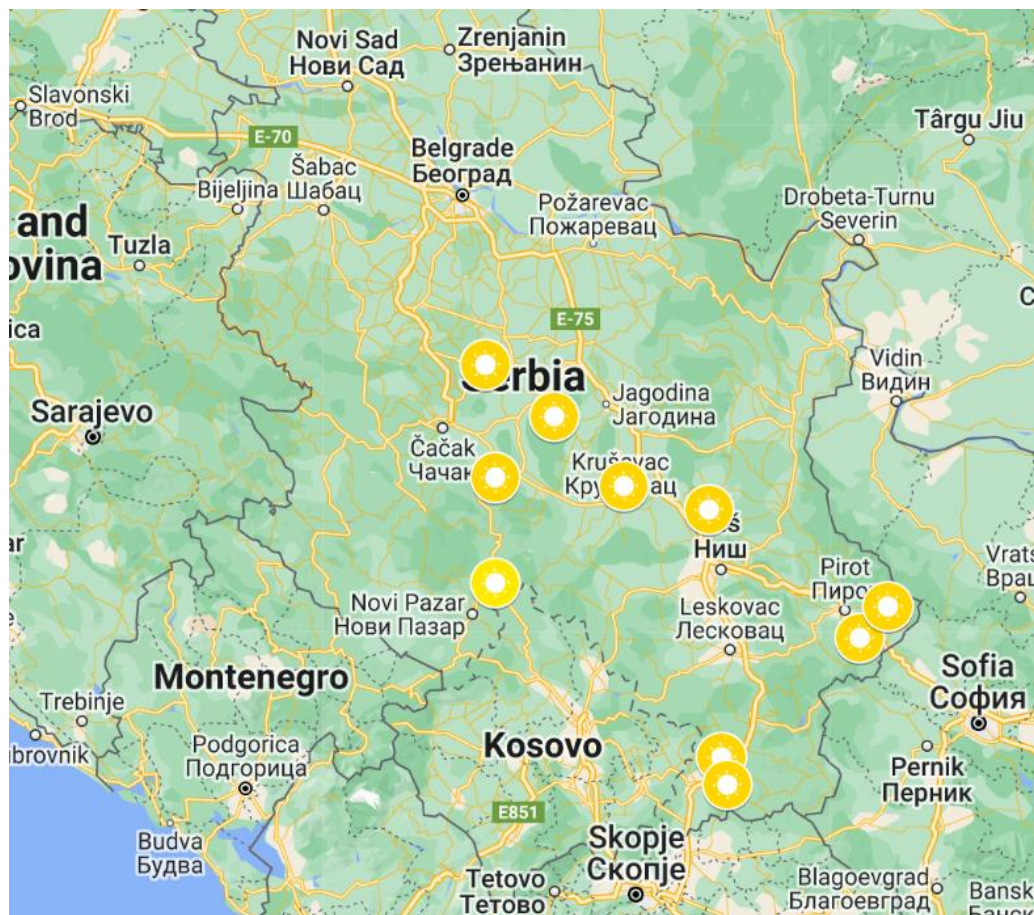 Novi Sad
Нови Сад
Zrenjanin
Зрењанин
Slavonski
Brod
Târgu Jiu
E-70
Belgrade
Београд
Šabac
Шабац
Bijeljina
Drobeta-Turnu
Severin
Požarevac
Пожаревац
and
ovina
Tuzla
E-75
ica
Vidin
Видин
Serbia
Jagodina
Јагодина
Sarajevo
Čačak
Чачак
Kruševac
Ниш
Pirot
Vrats
Вра
Novi Pazar
Нови Пазар
Leskovac
Лесковац
Montenegro
Sofia
София
Trebinje
ubrovnik
Kosovo
Podgorica
Подгорица
Pernik
Перник
E851
Budva
Будва
Skopje
Скопје
Tetovo
Тетово
Blagoevgrad
Благоевград
Bansk